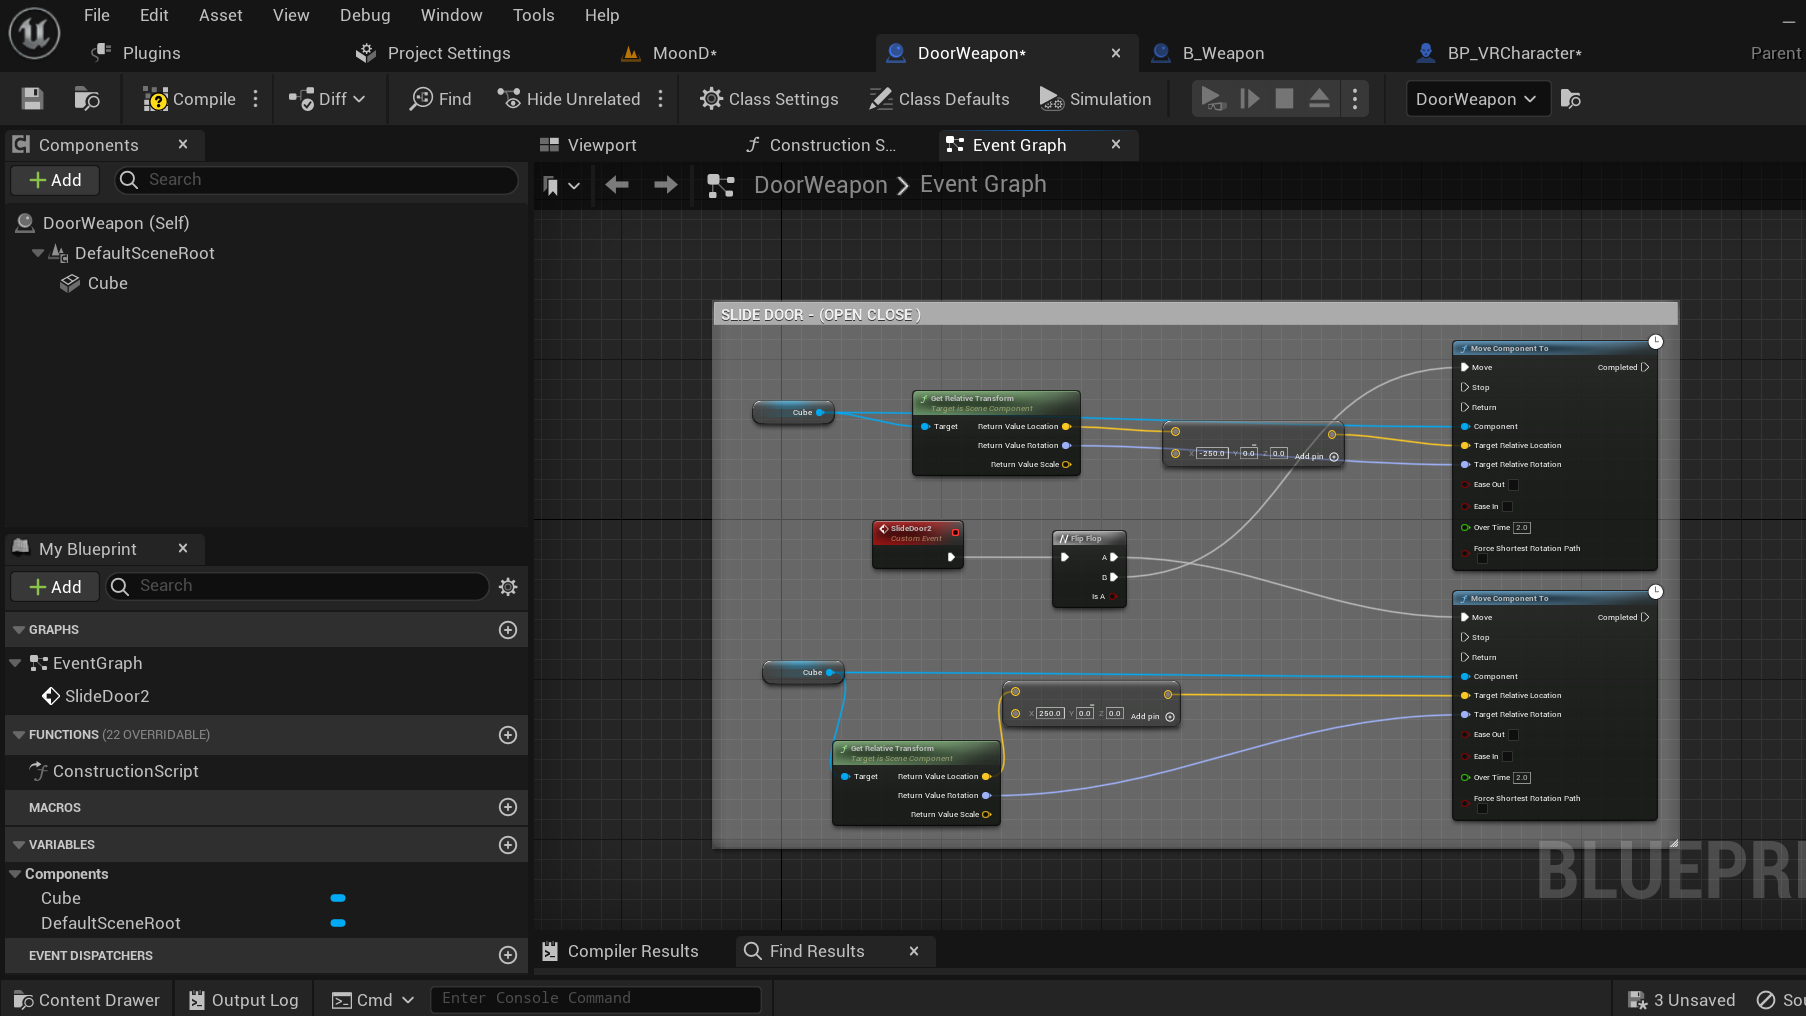 File Edit Asset View Debug Window Tools Help
Plugins Project Settings MoonD* DoorWeapon* B_Weapon BP_VRCharacter* Parent
Compile Diff Find Hide Unrelated Class Settings Class Defaults Simulation DoorWeapon
Components
Add Search
DoorWeapon (Self)
DefaultSceneRoot
Cube
My Blueprint
Add Search
GRAPHS
EventGraph
SlideDoor2
FUNCTIONS (22 OVERRIDABLE)
ConstructionScript
MACROS
VARIABLES
Components
Cube
DefaultSceneRoot
EVENT DISPATCHERS
Viewport Construction S... Event Graph
DoorWeapon > Event Graph
SLIDE DOOR - (OPEN CLOSE )
Cube
Get Relative Transform
Target is Scene Component
Target Return Value Location
Return Value Rotation
Return Value Scale
X -250.0 Y 0.0 Z 0.0 Add pin
Move Component To
Move Completed
Stop
Return
Component
Target Relative Location
Target Relative Rotation
Ease Out
Ease In
Over Time 2.0
Force Shortest Rotation Path
SlideDoor2
Custom Event
Flip Flop
A
B
Is A
Cube
X 250.0 Y 0.0 Z 0.0 Add pin
Get Relative Transform
Target is Scene Component
Target Return Value Location
Return Value Rotation
Return Value Scale
Move Component To
Move Completed
Stop
Return
Component
Target Relative Location
Target Relative Rotation
Ease Out
Ease In
Over Time 2.0
Force Shortest Rotation Path
BLUEPRI
Compiler Results Find Results
Content Drawer Output Log Cmd Enter Console Command 3 Unsaved Sou